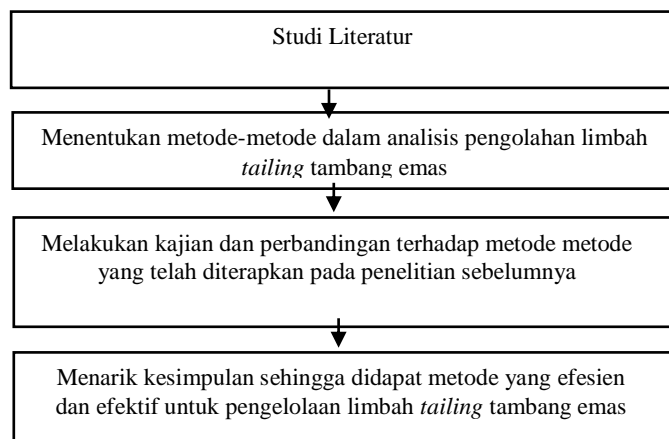 Studi Literatur
Menentukan metode-metode dalam analisis pengolahan limbah
tailing tambang emas
Melakukan kajian dan perbandingan terhadap metode metode
yang telah diterapkan pada penelitian sebelumnya
Menarik kesimpulan sehingga didapat metode yang efesien
dan efektif untuk pengelolaan limbah tailing tambang emas